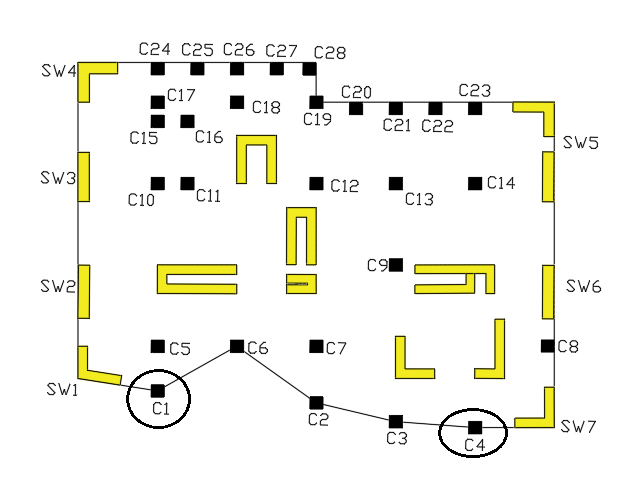 C24 C25 C26 C27 C28
SW4
C17 C18 C19 C20 C21 C22 C23
C15 C16
SW5
SW3
C10 C11 C12 C13 C14
C9
SW2 SW6
C5 C6 C7 C8
SW1
C1 C2 C3 C4
SW7